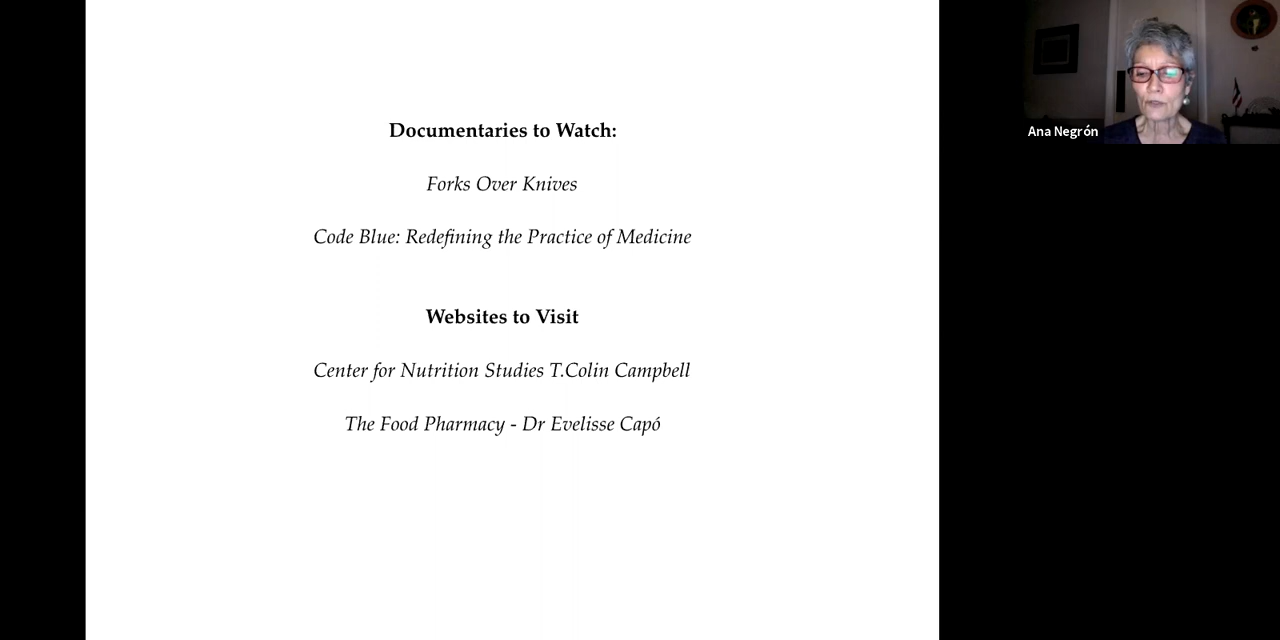 Documentaries to Watch:
Forks Over Knives
Code Blue: Redefining the Practice of Medicine
Websites to Visit
Center for Nutrition Studies T.Colin Campbell
The Food Pharmacy - Dr Evelisse Capó
Ana Negrón